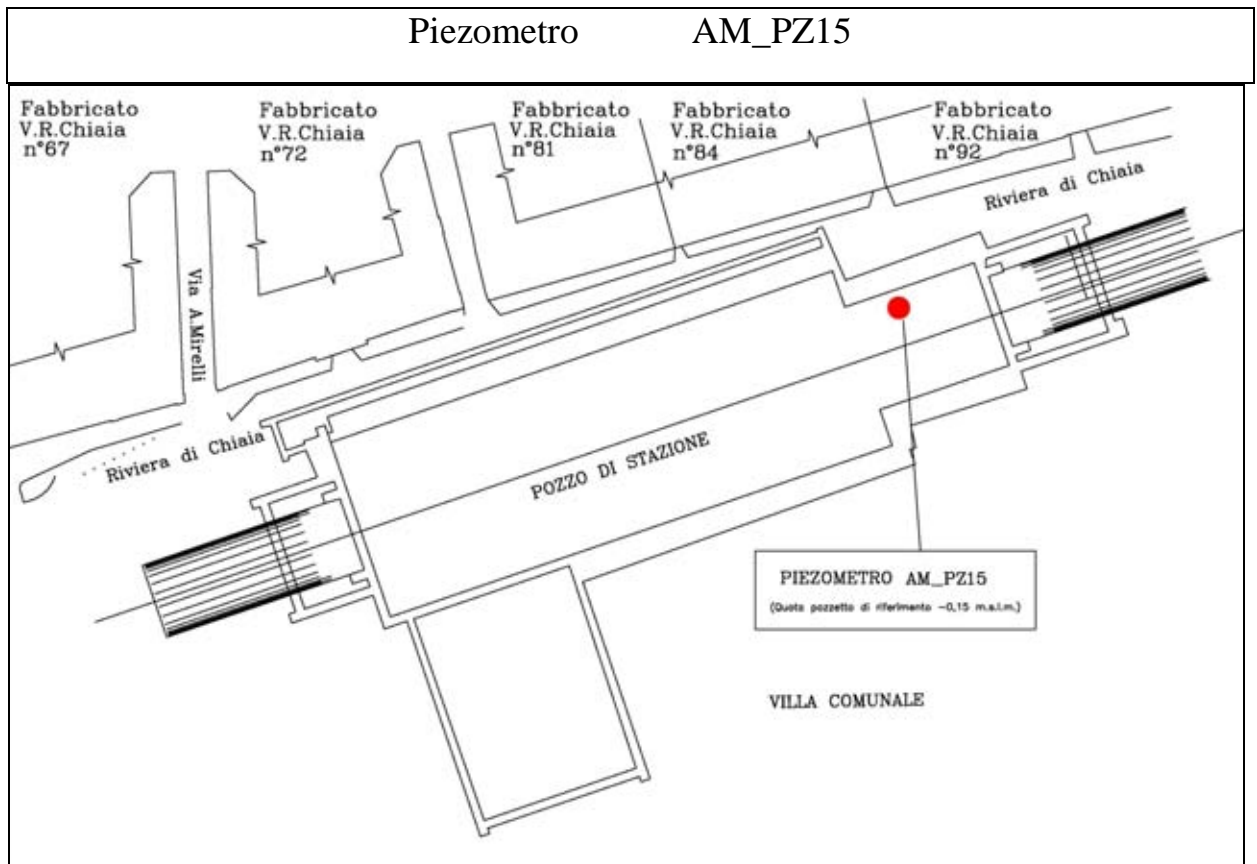 Piezometro AM_PZ15
Fabbricato
V.R.Chiaia
n°67
Fabbricato
V.R.Chiaia
n°72
Fabbricato
V.R.Chiaia
n°81
Fabbricato
V.R.Chiaia
n°84
Fabbricato
V.R.Chiaia
n°92
Riviera di Chiaia
Via A.Mirelli
Riviera di Chiaia
POZZO DI STAZIONE
PIEZOMETRO AM_PZ15
(Quota pozzetto di riferimento -0,15 m.s.l.m.)
VILLA COMUNALE